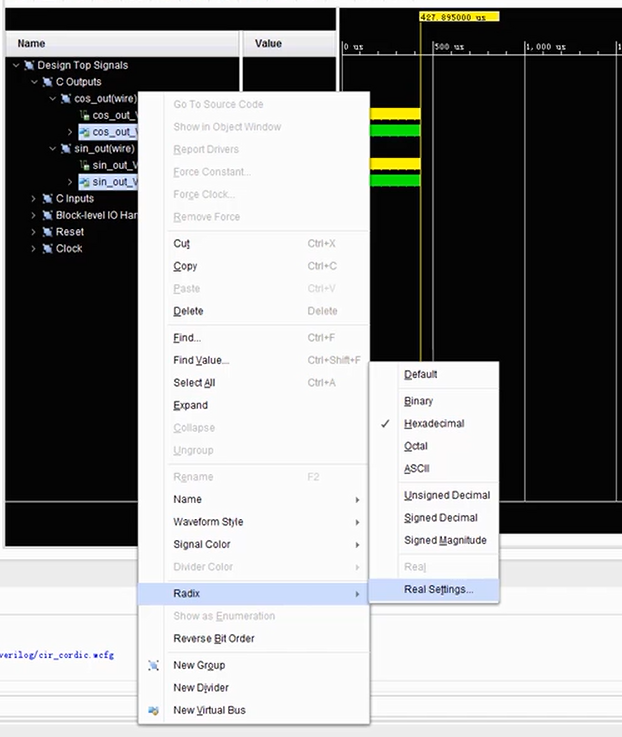 427.895000 us
Name
Value
0 us
500 us
1,000 us
Design Top Signals
C Outputs
cos_out(wire)
cos_out_
cos_out_
sin_out(wire)
sin_out_
sin_out_
C Inputs
Block-level IO Han
Reset
Clock
Go To Source Code
Show in Object Window
Report Drivers
Force Constant...
Force Clock...
Remove Force
Cut Ctrl+X
Copy Ctrl+C
Paste Ctrl+V
Delete Delete
Find... Ctrl+F
Find Value... Ctrl+Shift+F
Select All Ctrl+A
Expand
Collapse
Ungroup
Rename F2
Name
Waveform Style
Signal Color
Divider Color
Radix
Show as Enumeration
Reverse Bit Order
New Group
New Divider
New Virtual Bus
Default
Binary
Hexadecimal
Octal
ASCII
Unsigned Decimal
Signed Decimal
Signed Magnitude
Real
Real Settings...
verilog/cir_cordic.wcfg